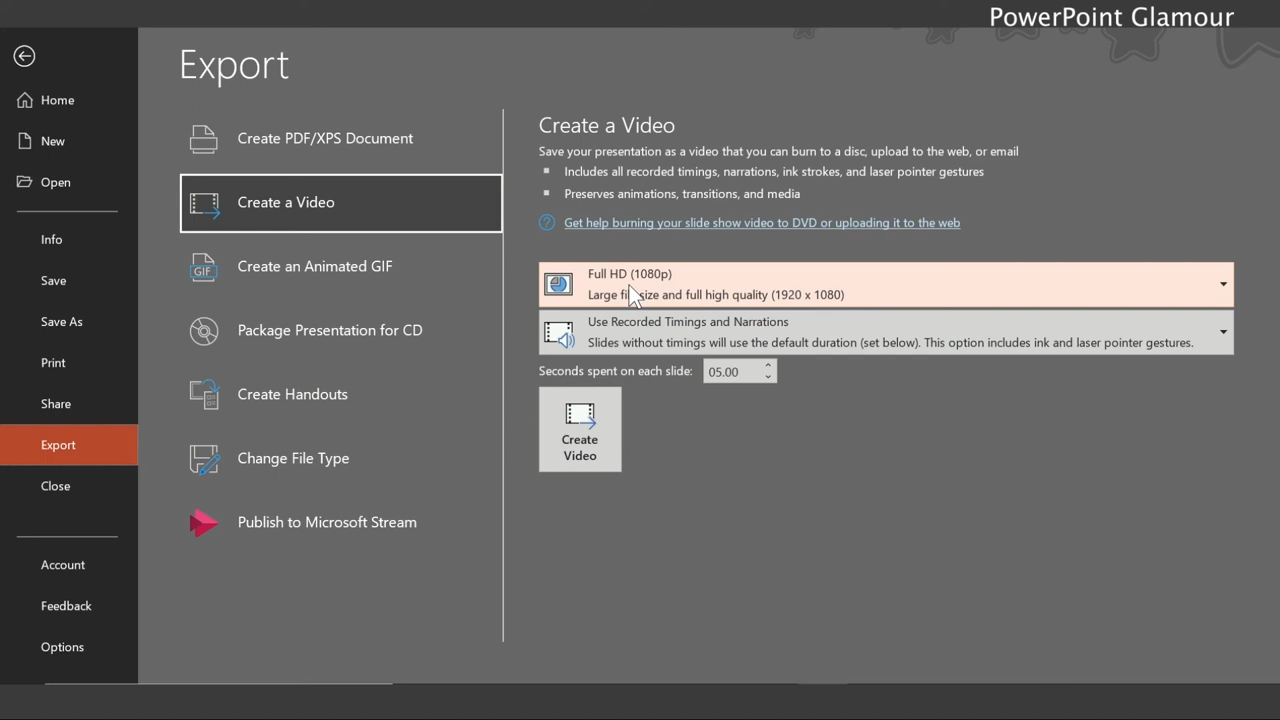 PowerPoint Glamour
Export
Home
New
Open
Info
Save
Save As
Print
Share
Export
Close
Account
Feedback
Options
Create PDF/XPS Document
Create a Video
Create an Animated GIF
GIF
Package Presentation for CD
Create Handouts
Change File Type
Publish to Microsoft Stream
Create a Video
Save your presentation as a video that you can burn to a disc, upload to the web, or email
Includes all recorded timings, narrations, ink strokes, and laser pointer gestures
Preserves animations, transitions, and media
Get help burning your slide show video to DVD or uploading it to the web
Full HD (1080p)
Large file size and full high quality (1920 x 1080)
Use Recorded Timings and Narrations
Slides without timings will use the default duration (set below). This option includes ink and laser pointer gestures.
Seconds spent on each slide: 05.00
Create
Video